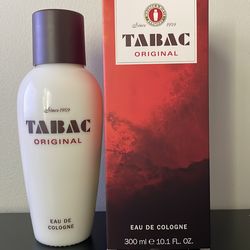 Since 1959
TABAC
ORIGINAL
EAU DE
COLOGNE
Since 1959
TABAC
ORIGINAL
EAU DE COLOGNE
300 ml e 10.1 FL. OZ.